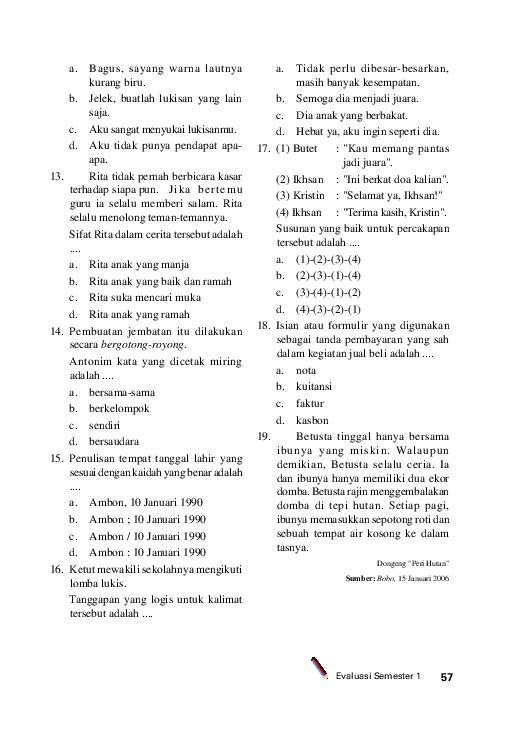 a. Bagus, sayang warna lautnya
kurang biru.
b. Jelek, buatlah lukisan yang lain
saja.
c. Aku sangat menyukai lukisanmu.
d. Aku tidak punya pendapat apa-
apa.
13. Rita tidak pernah berbicara kasar
terhadap siapa pun. Jika bertemu
guru ia selalu memberi salam. Rita
selalu menolong teman-temannya.
Sifat Rita dalam cerita tersebut adalah
....
a. Rita anak yang manja
b. Rita anak yang baik dan ramah
c. Rita suka mencari muka
d. Rita anak yang ramah
14. Pembuatan jembatan itu dilakukan
secara bergotong-royong.
Antonim kata yang dicetak miring
adalah ....
a. bersama-sama
b. berkelompok
c. sendiri
d. bersaudara
15. Penulisan tempat tanggal lahir yang
sesuai dengan kaidah yang benar adalah
....
a. Ambon, 10 Januari 1990
b. Ambon ; 10 Januari 1990
c. Ambon / 10 Januari 1990
d. Ambon : 10 Januari 1990
16. Ketut mewakili sekolahnya mengikuti
lomba lukis.
Tanggapan yang logis untuk kalimat
tersebut adalah ....
a. Tidak perlu dibesar-besarkan,
masih banyak kesempatan.
b. Semoga dia menjadi juara.
c. Dia anak yang berbakat.
d. Hebat ya, aku ingin seperti dia.
17. (1) Butet : "Kau memang pantas
jadi juara".
(2) Ikhsan : "Ini berkat doa kalian".
(3) Kristin : "Selamat ya, Ikhsan!"
(4) Ikhsan : "Terima kasih, Kristin".
Susunan yang baik untuk percakapan
tersebut adalah ....
a. (1)-(2)-(3)-(4)
b. (2)-(3)-(1)-(4)
c. (3)-(4)-(1)-(2)
d. (4)-(3)-(2)-(1)
18. Isian atau formulir yang digunakan
sebagai tanda pembayaran yang sah
dalam kegiatan jual beli adalah ....
a. nota
b. kuitansi
c. faktur
d. kasbon
19. Betusta tinggal hanya bersama
ibunya yang miskin. Walaupun
demikian, Betusta selalu ceria. Ia
dan ibunya hanya memiliki dua ekor
domba. Betusta rajin menggembalakan
domba di tepi hutan. Setiap pagi,
ibunya memasukkan sepotong roti dan
sebuah tempat air kosong ke dalam
tasnya.
Dongeng "Peri Hutan"
Sumber: Bobo, 15 Januari 2006
Evaluasi Semester 1 57